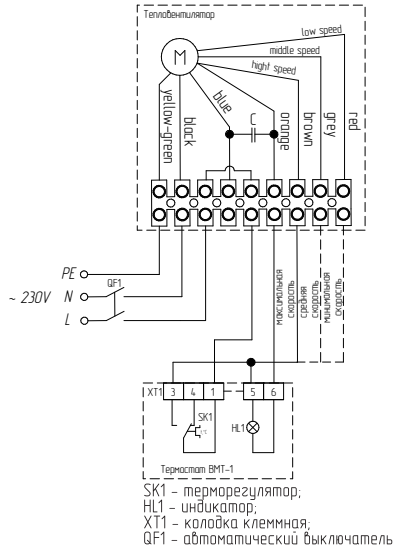 Тепловентилятор
low speed
middle speed
hight speed
M
yellow-green
black
blue
C
orange
brown
grey
red
PE
QF1
~ 230V
N
L
максимальная
скорость
средняя
скорость
минимальная
скорость
XT1
3
4
1
5
6
SK1
t°C
HL1
Термостат ВМТ-1
SK1 - терморегулятор;
HL1 - индикатор;
XT1 - колодка клеммная;
QF1 - автоматический выключатель